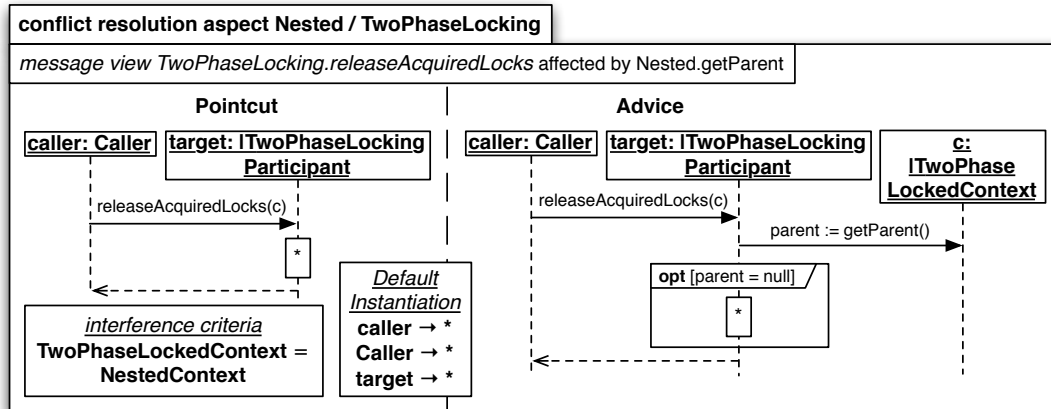 conflict resolution aspect Nested / TwoPhaseLocking
message view TwoPhaseLocking.releaseAcquiredLocks affected by Nested.getParent
Pointcut
caller: Caller
target: ITwoPhaseLocking
Participant
releaseAcquiredLocks(c)
*
interference criteria
TwoPhaseLockedContext =
NestedContext
Default
Instantiation
caller → *
Caller → *
target → *
Advice
caller: Caller
target: ITwoPhaseLocking
Participant
c:
ITwoPhase
LockedContext
releaseAcquiredLocks(c)
parent := getParent()
opt [parent = null]
*